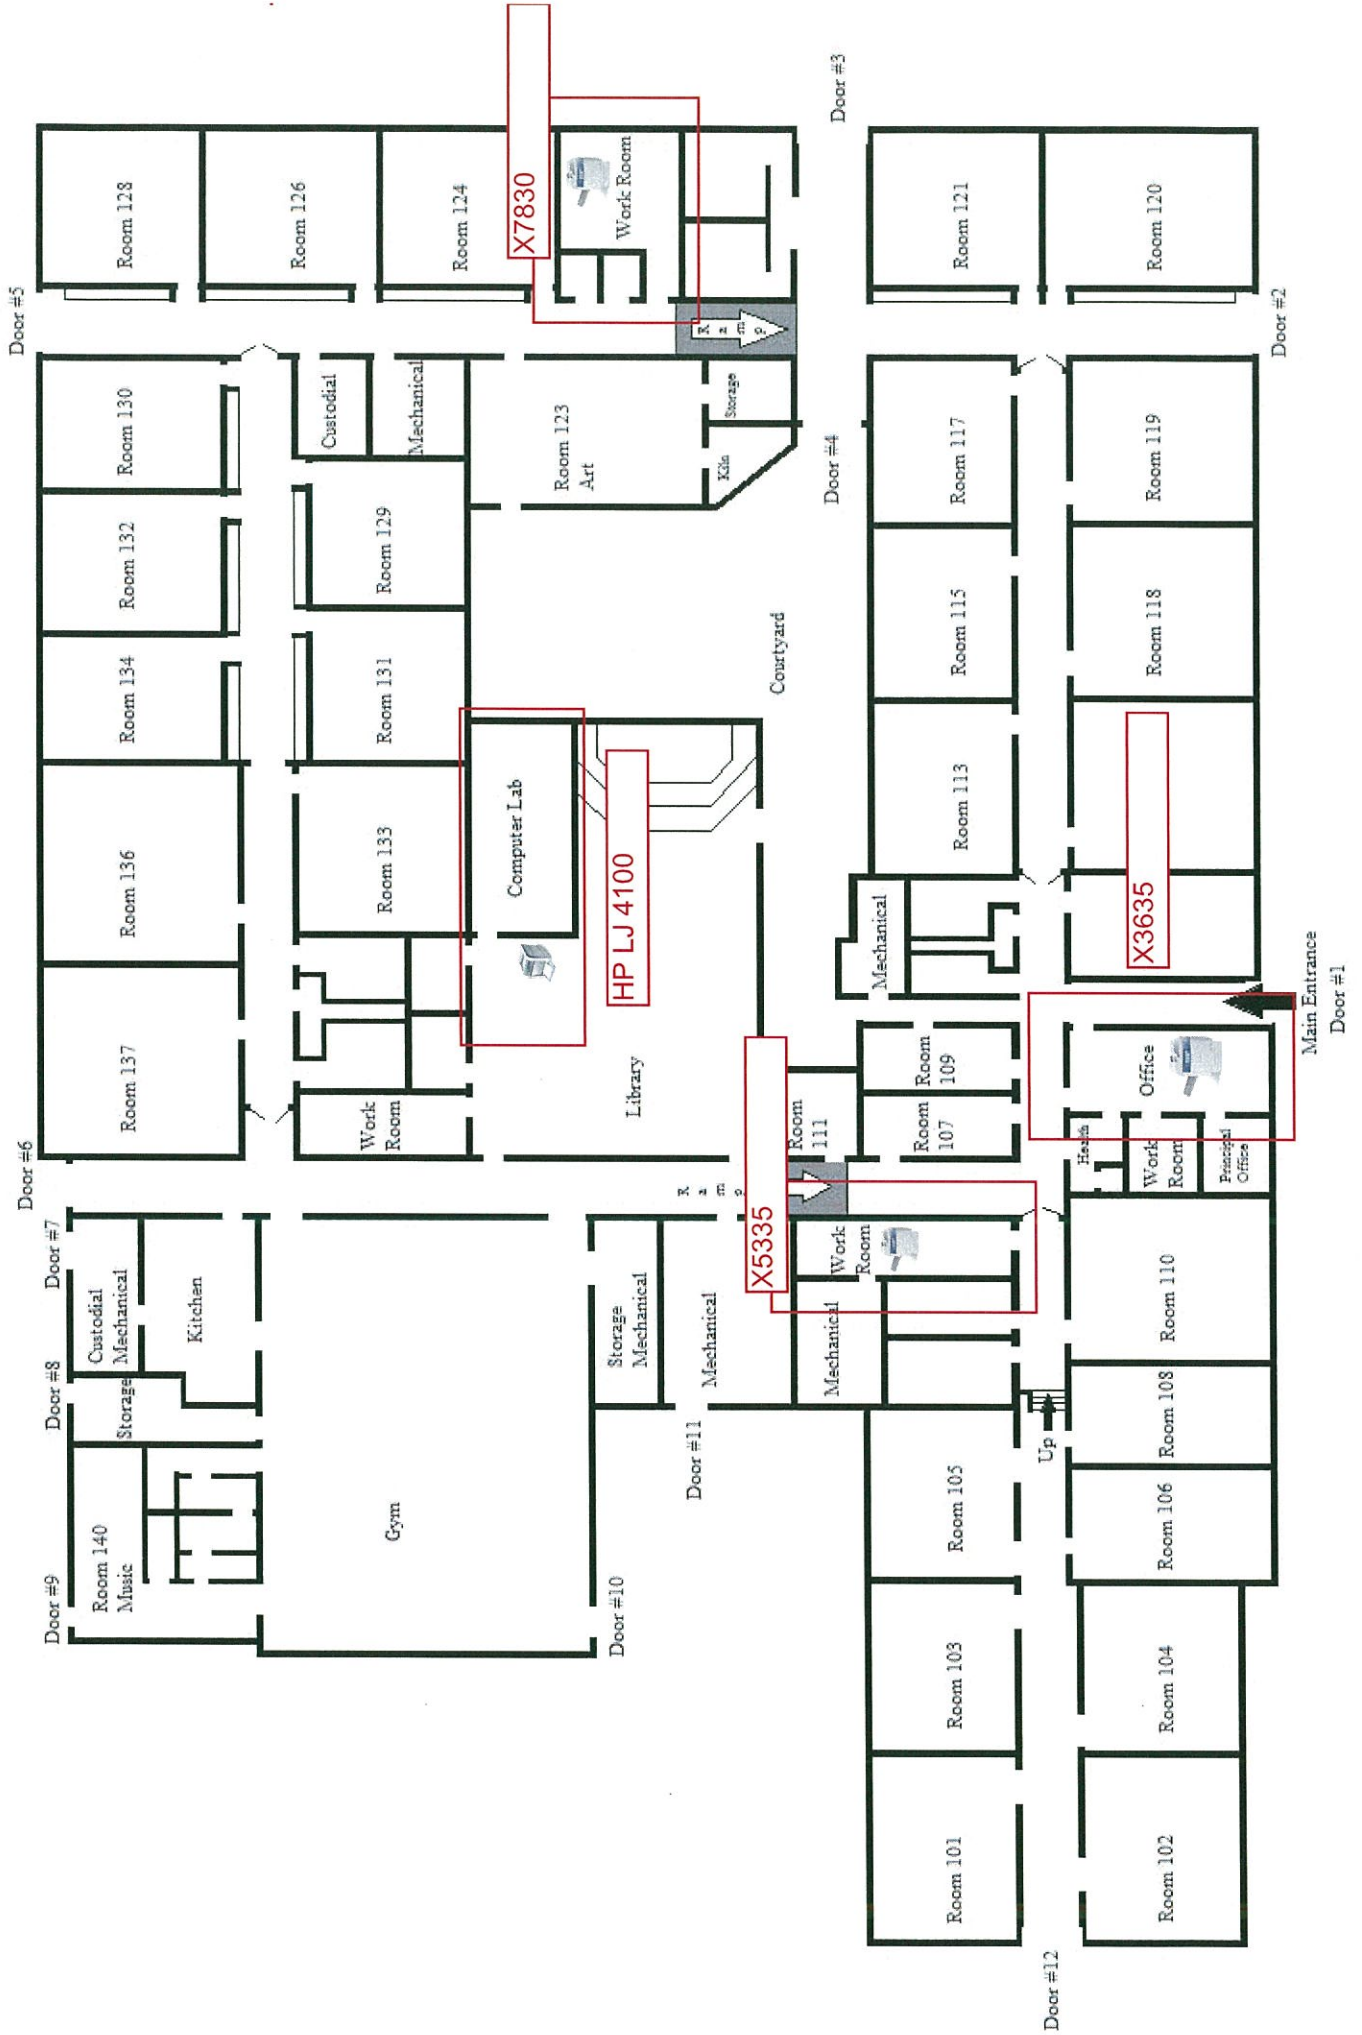 Door #9
Door #8
Door #7
Door #6
Door #5
Room 140
Music
Storage
Custodial
Mechanical
Kitchen
Room 137
Room 136
Room 134
Room 132
Room 130
Room 128
Room 126
Room 124
Gym
Work
Room
Room 133
Room 131
Room 129
Custodial
Mechanical
X7830
Work Room
Computer Lab
HP LJ 4100
Library
Room 123
Art
Kiln
Storage
Ramp
Door #10
Storage
Mechanical
Mechanical
Door #11
Ramp
X5335
Courtyard
Door #4
Door #3
Mechanical
Work
Room
Room
111
Room
107
Room
109
Mechanical
Room 101
Room 103
Room 105
Room 113
Room 115
Room 117
Room 121
Door #12
Up
Room 102
Room 104
Room 106
Room 108
Room 110
Health
Work
Room
Principal
Office
Office
X3635
Room 118
Room 119
Room 120
Main Entrance
Door #1
Door #2